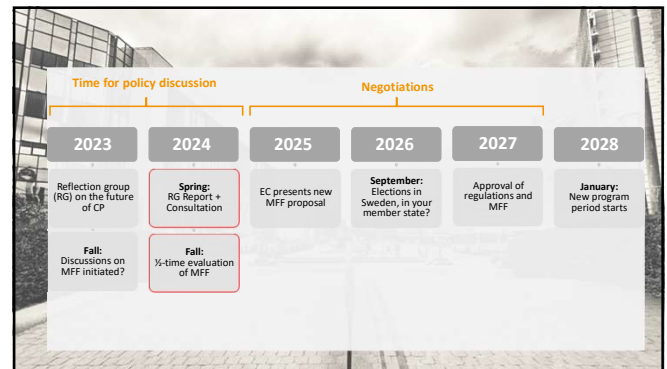 Time for policy discussion
Negotiations
2023
2024
2025
2026
2027
2028
Reflection group
(RG) on the future
of CP
Spring:
RG Report +
Consultation
EC presents new
MFF proposal
September:
Elections in
Sweden, in your
member state?
Approval of
regulations and
MFF
January:
New program
period starts
Fall:
Discussions on
MFF initiated?
Fall:
½-time evaluation
of MFF